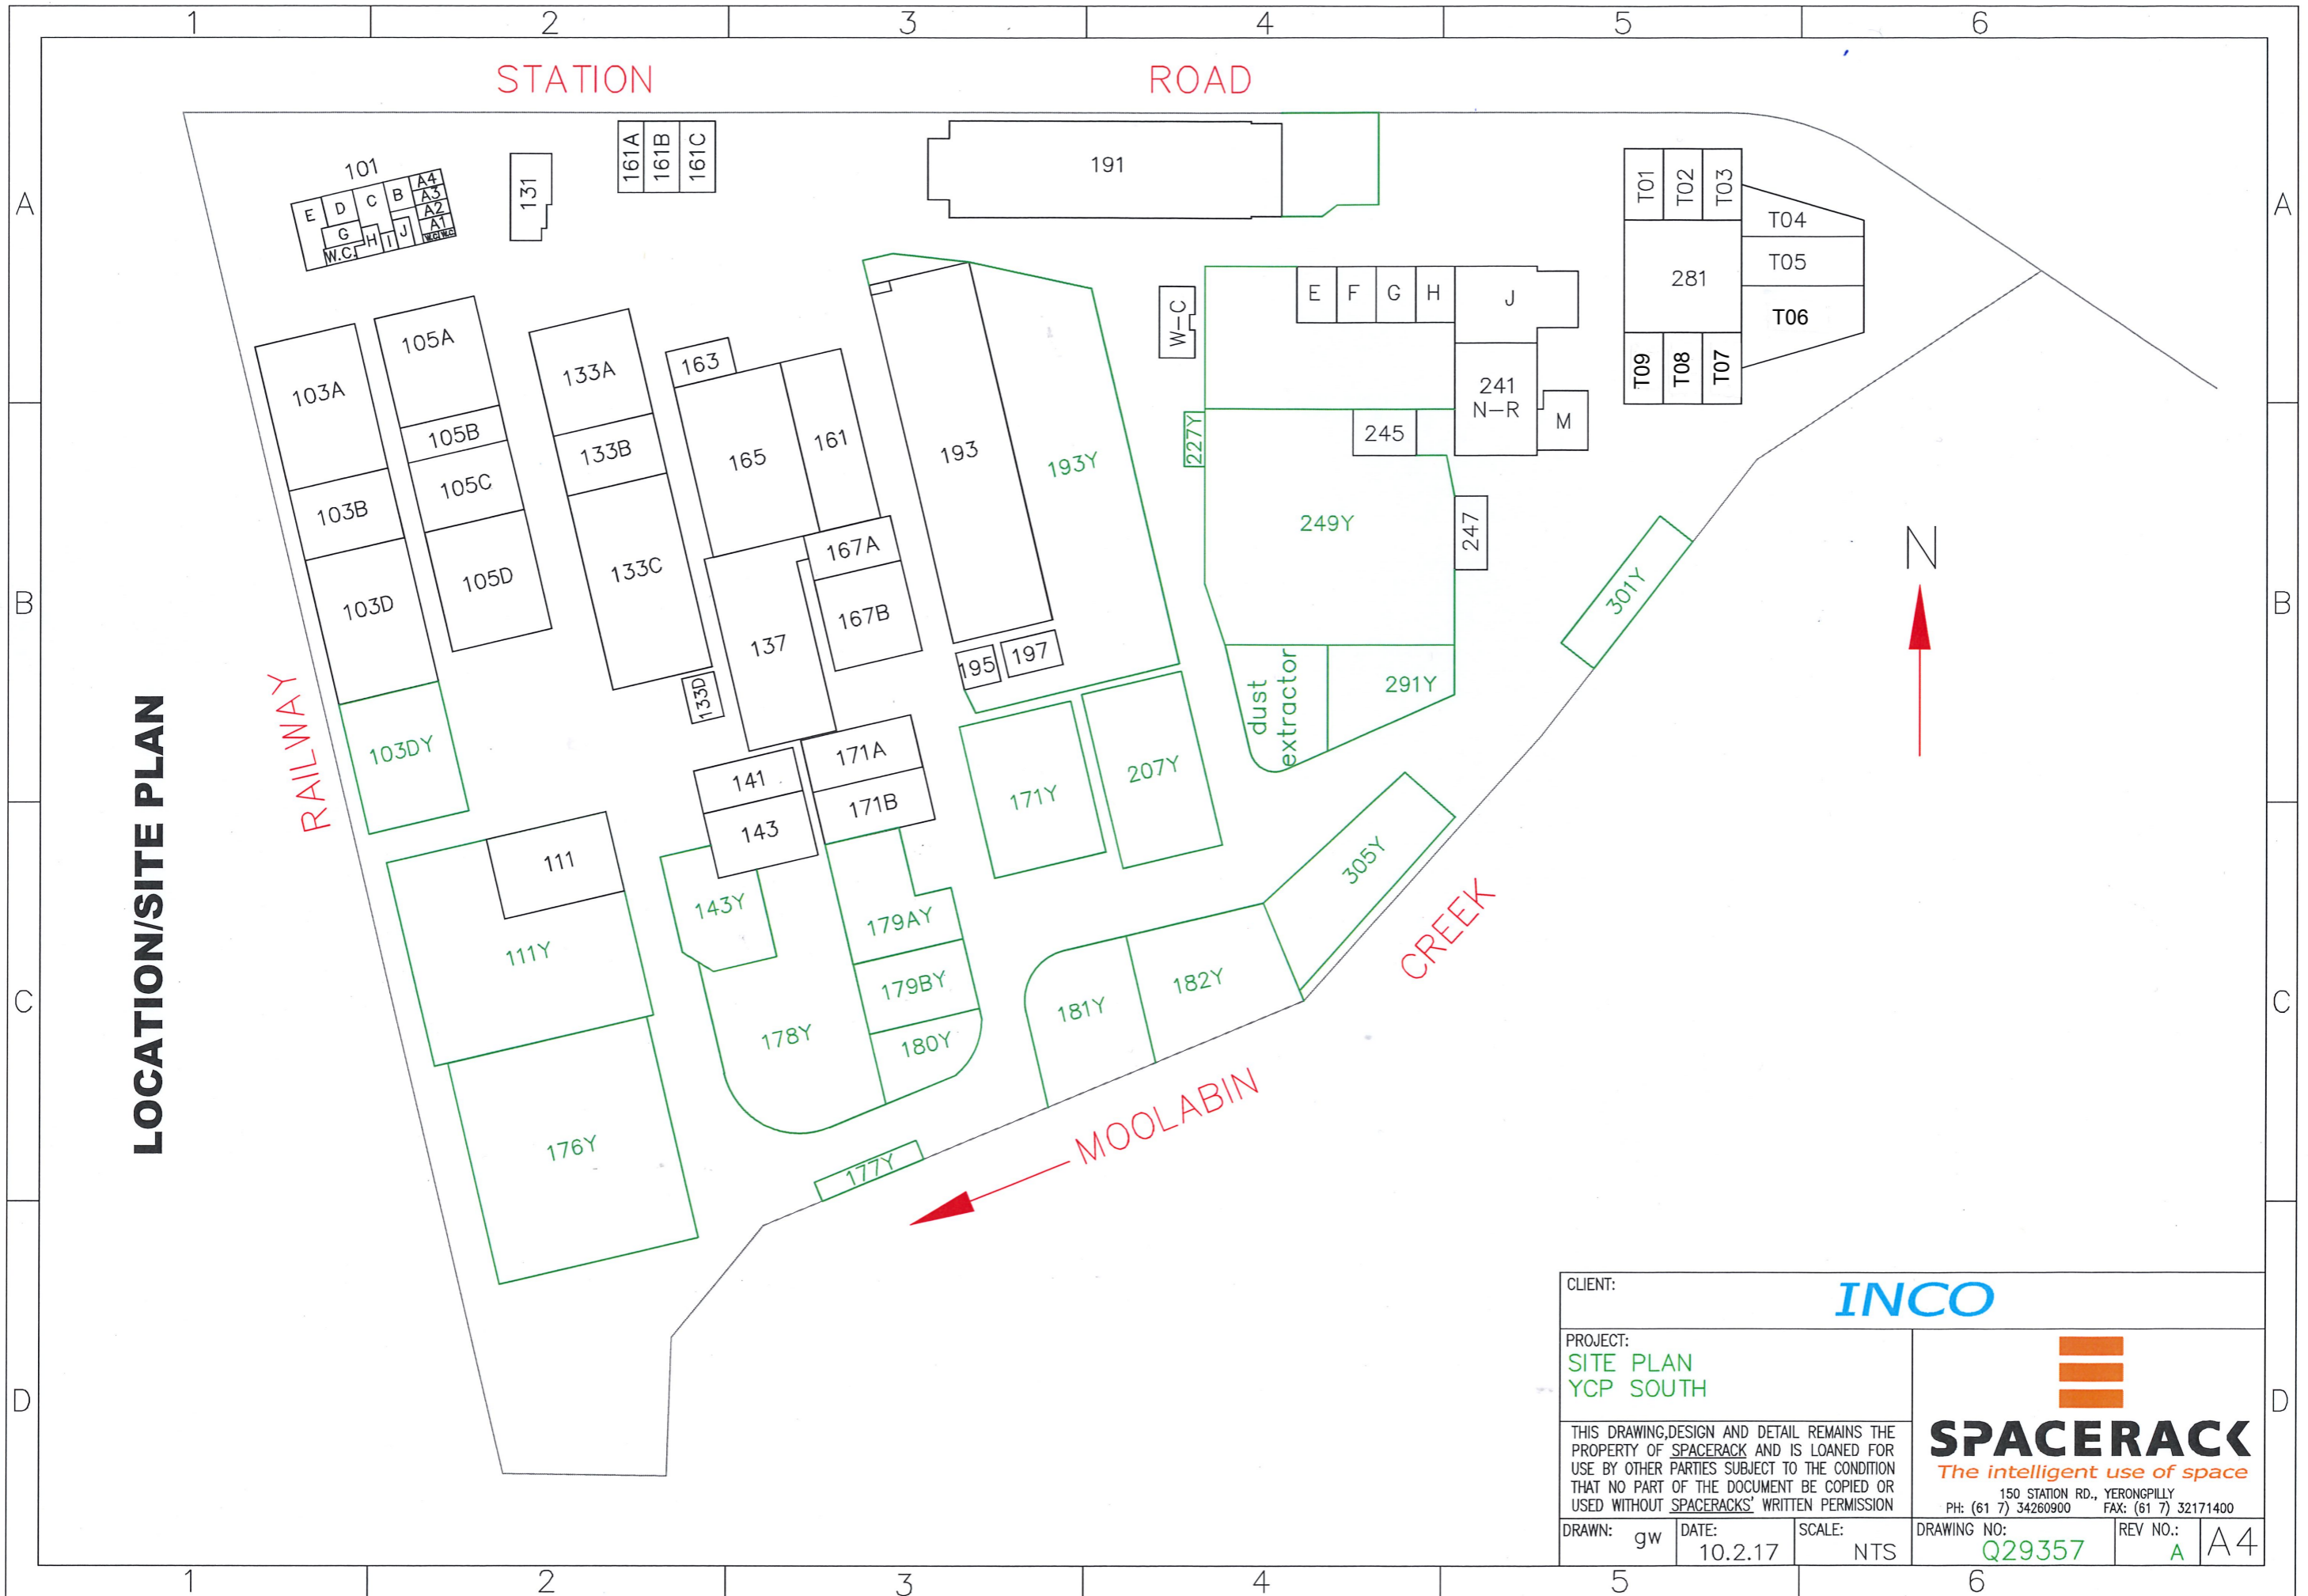 1 2 3 4 5 6
STATION ROAD
A A
101
E D C B A4
A3
A2
A1
G H I J
W.C. W.C W.C
131
161A 161B 161C
191
T01 T02 T03
T04
T05
T06
281
T09 T08 T07
103A
103B
103D
103DY
105A
105B
105C
105D
133A
133B
133C
133D
163
165
161
167A
167B
137
193
193Y
195
197
W-C
E F G H J
241
N-R
M
245
227Y
249Y
247
dust
extractor
291Y
301Y
N
B B
LOCATION/SITE PLAN
RAILWAY
141
143
171A
171B
171Y
207Y
111
111Y
143Y
179AY
179BY
178Y
180Y
181Y
182Y
305Y
176Y
177Y
MOOLABIN CREEK
C C
D D
CLIENT:
INCO
PROJECT:
SITE PLAN
YCP SOUTH
THIS DRAWING,DESIGN AND DETAIL REMAINS THE
PROPERTY OF SPACERACK AND IS LOANED FOR
USE BY OTHER PARTIES SUBJECT TO THE CONDITION
THAT NO PART OF THE DOCUMENT BE COPIED OR
USED WITHOUT SPACERACKS' WRITTEN PERMISSION
SPACERACK
The intelligent use of space
150 STATION RD., YERONGPILLY
PH: (61 7) 34260900 FAX: (61 7) 32171400
DRAWN: gw
DATE: 10.2.17
SCALE: NTS
DRAWING NO: Q29357
REV NO.: A
A4
1 2 3 4 5 6